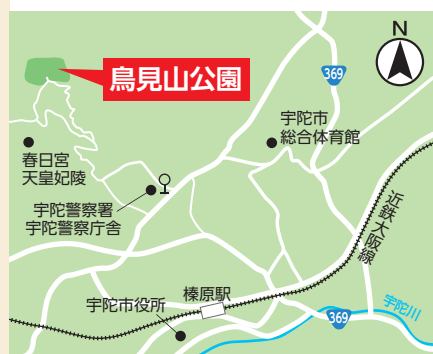 N
369
鳥見山公園
宇陀市
総合体育館
春日宮
天皇妃陵
宇陀警察署
宇陀警察庁舎
近鉄大阪線
榛原駅
宇陀市役所
369
宇陀川